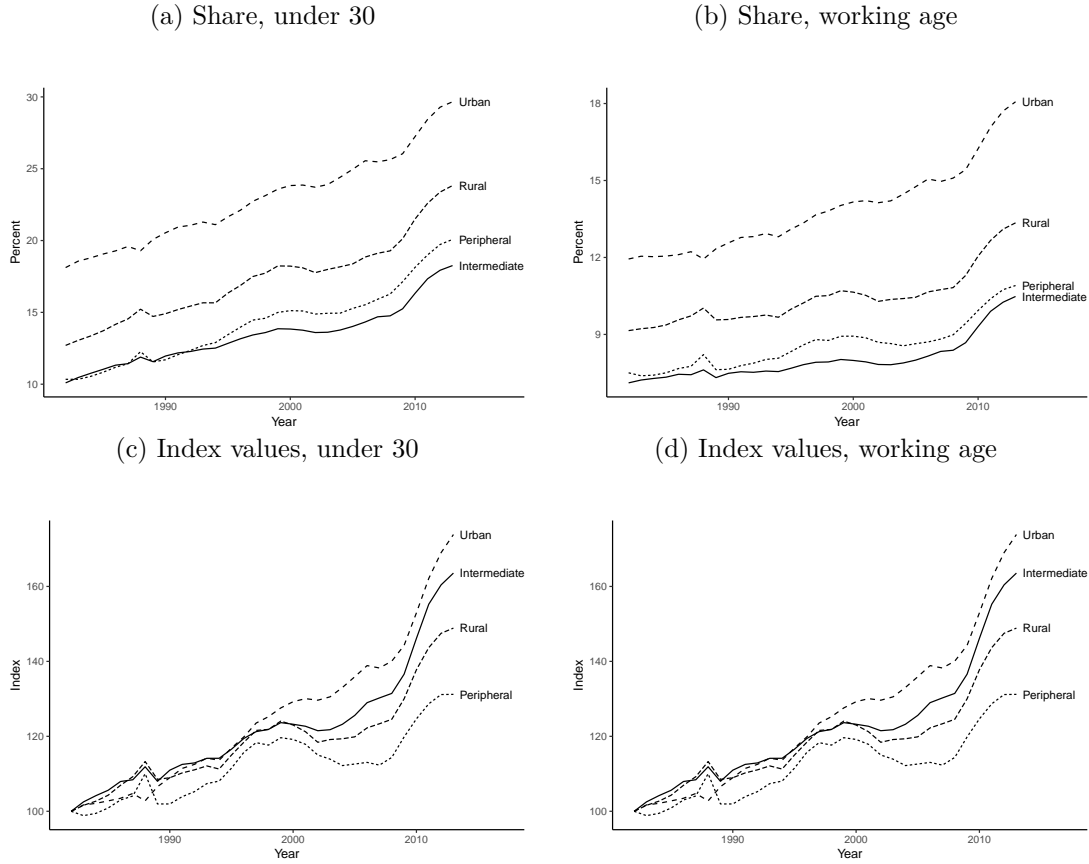 (a) Share, under 30
(b) Share, working age
30
25
20
15
10
Percent
1990
2000
2010
Year
Urban
Rural
Peripheral
Intermediate
18
15
12
9
Percent
1990
2000
2010
Year
Urban
Rural
Peripheral
Intermediate
(c) Index values, under 30
(d) Index values, working age
160
140
120
100
Index
1990
2000
2010
Year
Urban
Intermediate
Rural
Peripheral
160
140
120
100
Index
1990
2000
2010
Year
Urban
Intermediate
Rural
Peripheral